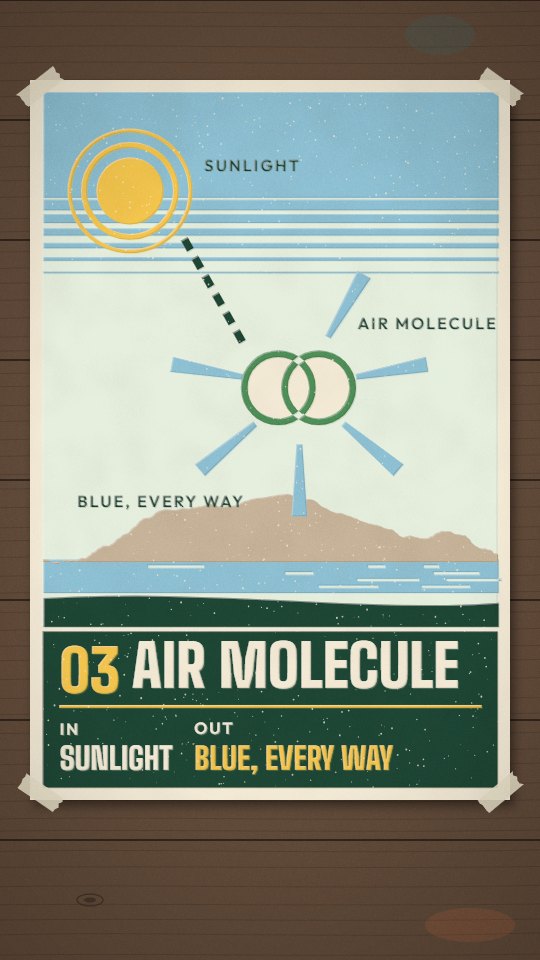 SUNLIGHT
AIR MOLECULE
BLUE, EVERY WAY
03 AIR MOLECULE
IN
SUNLIGHT
OUT
BLUE, EVERY WAY